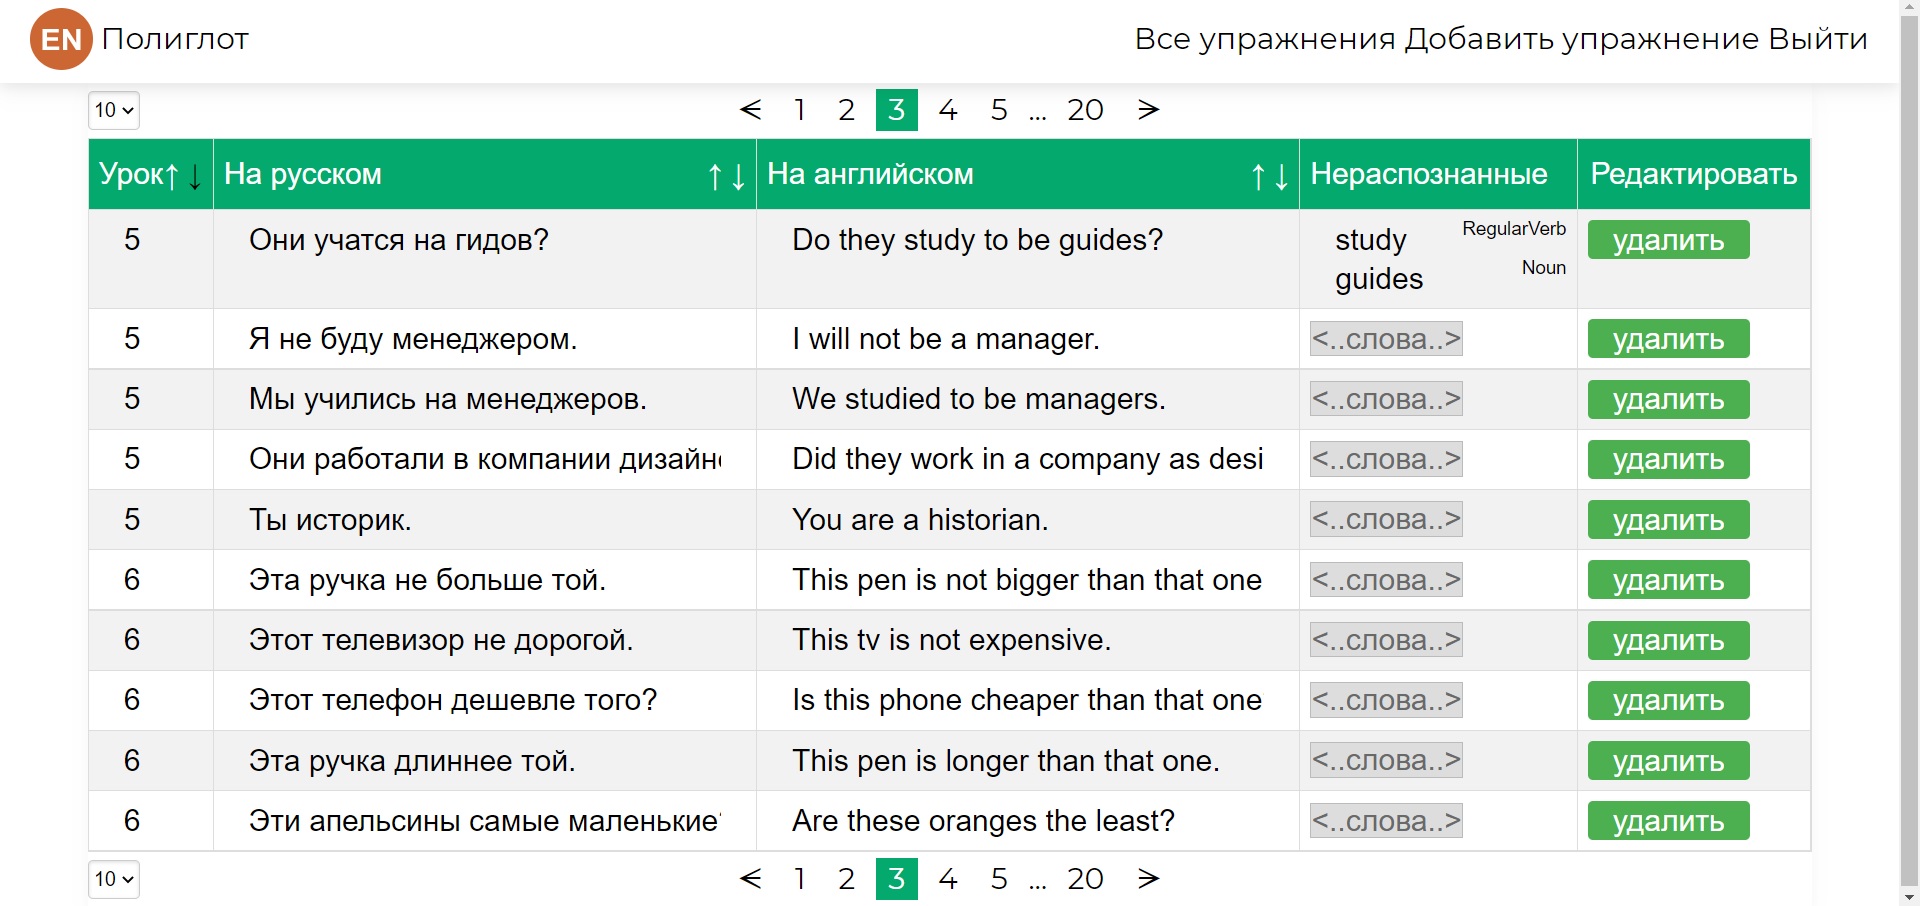 EN Полиглот Все упражнения Добавить упражнение Выйти
10 < 1 2 3 4 5 ... 20 >
Урок↑ ↓ На русском ↑ ↓ На английском ↑ ↓ Нераспознанные Редактировать
5 Они учатся на гидов? Do they study to be guides? study RegularVerb удалить
guides Noun
5 Я не буду менеджером. I will not be a manager. <..слова..> удалить
5 Мы учились на менеджеров. We studied to be managers. <..слова..> удалить
5 Они работали в компании дизайн Did they work in a company as desi <..слова..> удалить
5 Ты историк. You are a historian. <..слова..> удалить
6 Эта ручка не больше той. This pen is not bigger than that one <..слова..> удалить
6 Этот телевизор не дорогой. This tv is not expensive. <..слова..> удалить
6 Этот телефон дешевле того? Is this phone cheaper than that one <..слова..> удалить
6 Эта ручка длиннее той. This pen is longer than that one. <..слова..> удалить
6 Эти апельсины самые маленькие? Are these oranges the least? <..слова..> удалить
10 < 1 2 3 4 5 ... 20 >